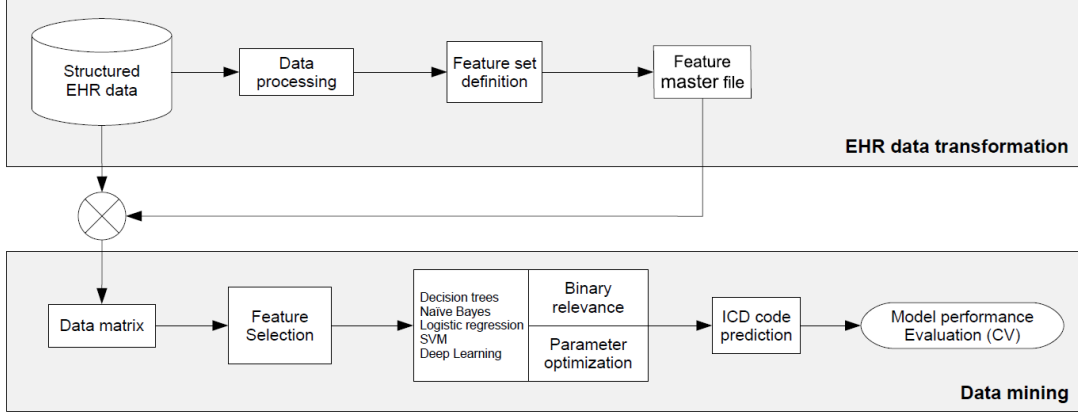 Structured
EHR data
Data
processing
Feature set
definition
Feature
master file
EHR data transformation
Data matrix
Feature
Selection
Decision trees
Naïve Bayes
Logistic regression
SVM
Deep Learning
Binary
relevance
Parameter
optimization
ICD code
prediction
Model performance
Evaluation (CV)
Data mining